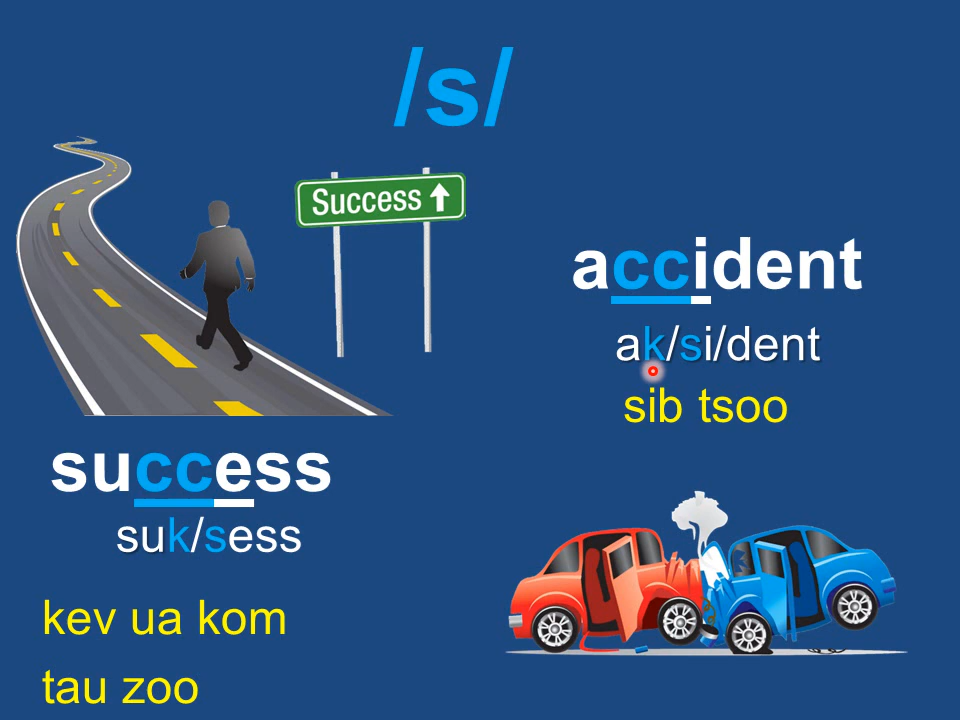 /s/
Success
success
suk/sess
kev ua kom
tau zoo
accident
ak/si/dent
sib tsoo